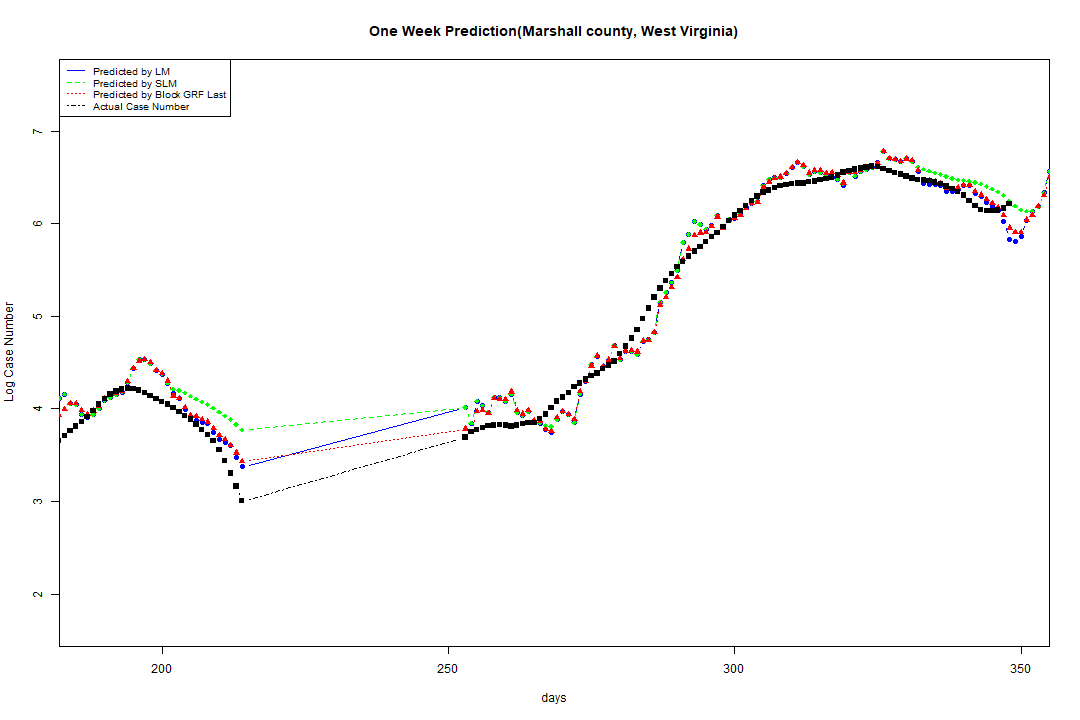 One Week Prediction(Marshall county, West Virginia)
Predicted by LM
Predicted by SLM
Predicted by Block GRF Last
Actual Case Number
7
6
5
4
3
2
Log Case Number
200 250 300 350
days